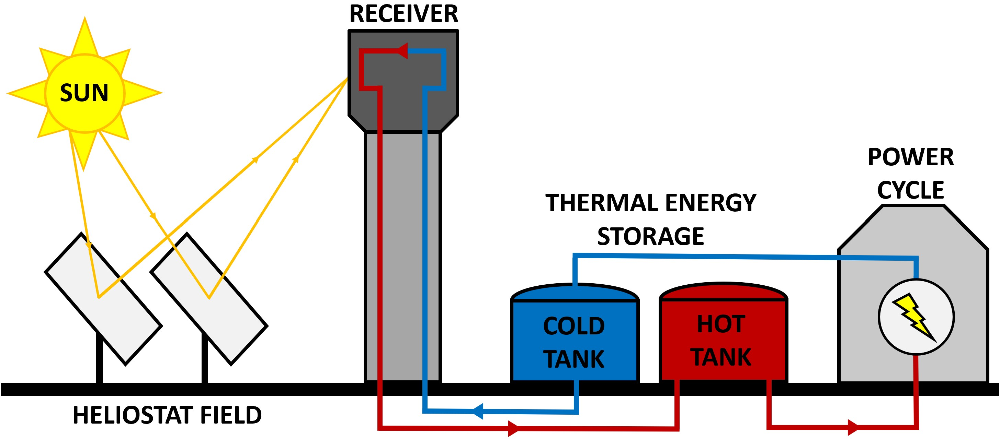 RECEIVER
SUN
POWER
CYCLE
THERMAL ENERGY
STORAGE
COLD
TANK
HOT
TANK
HELIOSTAT FIELD